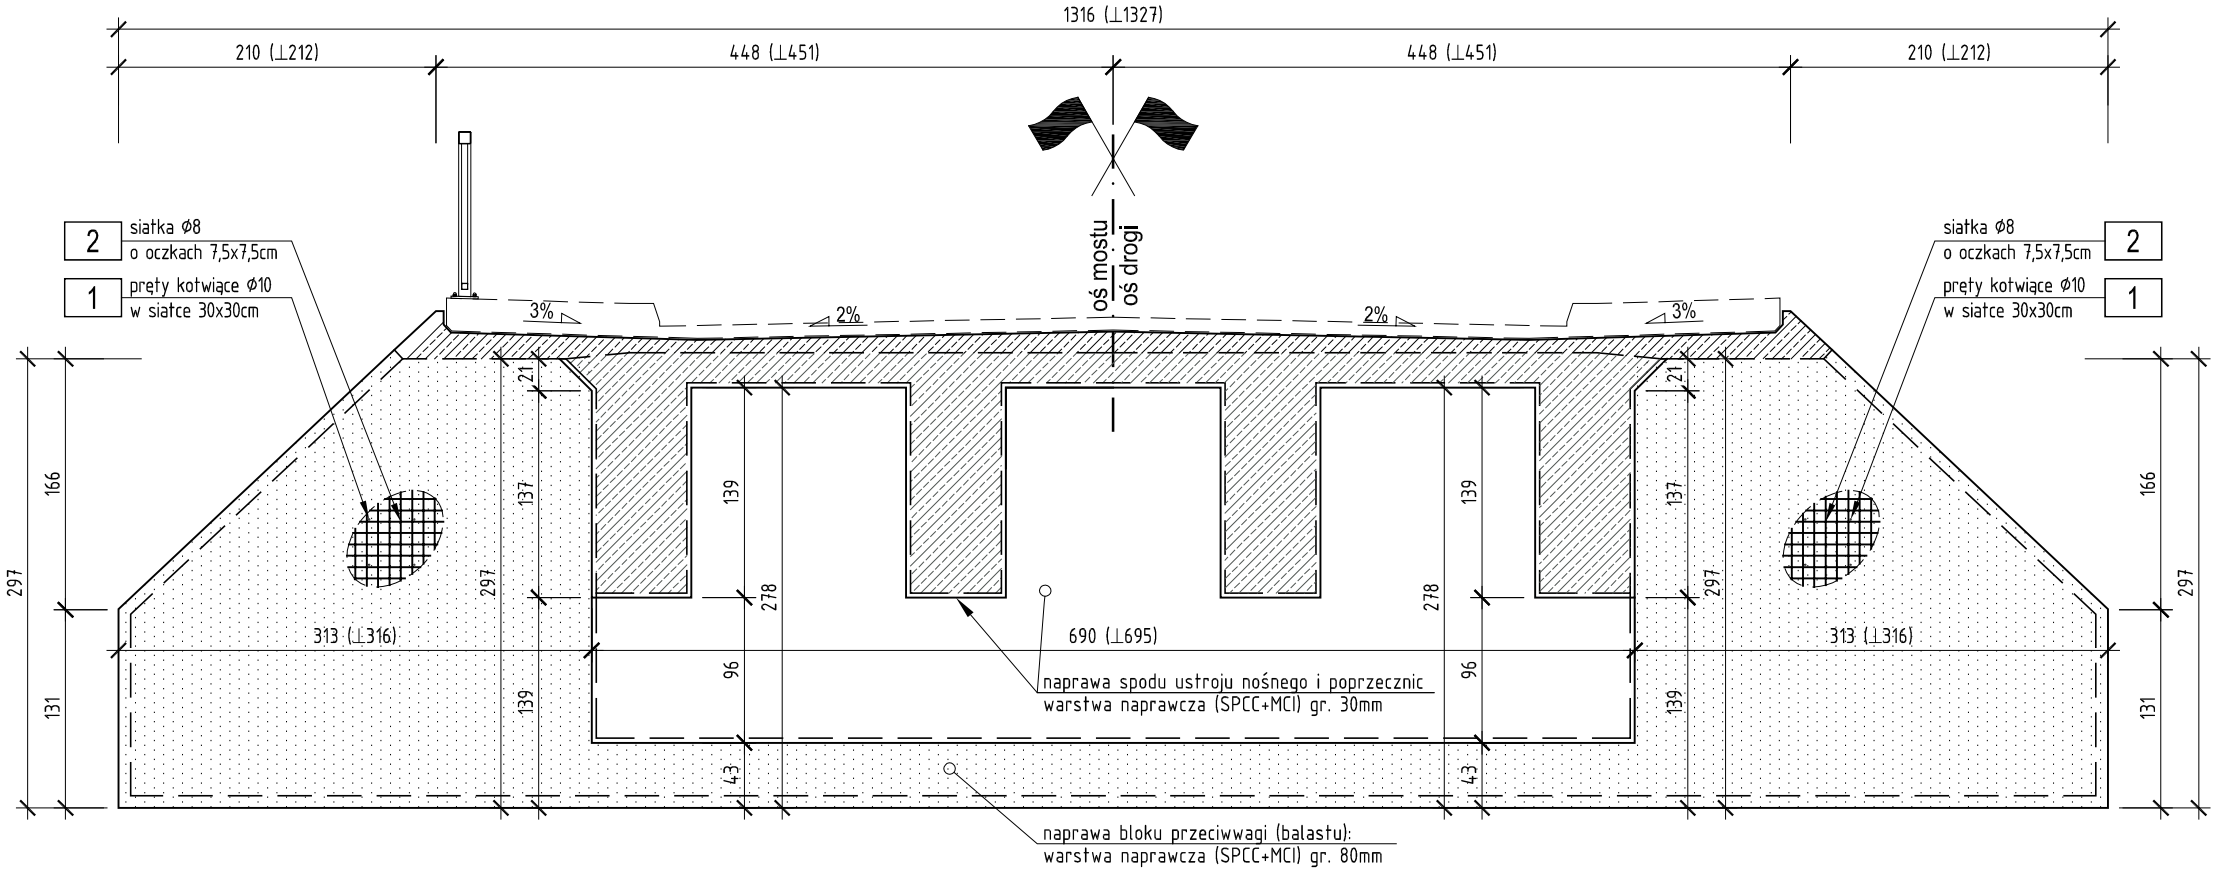 1316 (⊥1327)
210 (⊥212)
448 (⊥451)
448 (⊥451)
210 (⊥212)
oś mostu
oś drogi
2
siatka Ø8
o oczkach 7,5x7,5cm
1
pręty kotwiące Ø10
w siatce 30x30cm
siatka Ø8
o oczkach 7,5x7,5cm
2
pręty kotwiące Ø10
w siatce 30x30cm
1
3%
2%
2%
3%
21
21
166
137
139
139
137
166
297
297
278
278
297
297
313 (⊥316)
690 (⊥695)
313 (⊥316)
131
139
96
96
139
131
naprawa spodu ustroju nośnego i poprzecznic
warstwa naprawcza (SPCC+MCI) gr. 30mm
43
43
naprawa bloku przeciwwagi (balastu):
warstwa naprawcza (SPCC+MCI) gr. 80mm